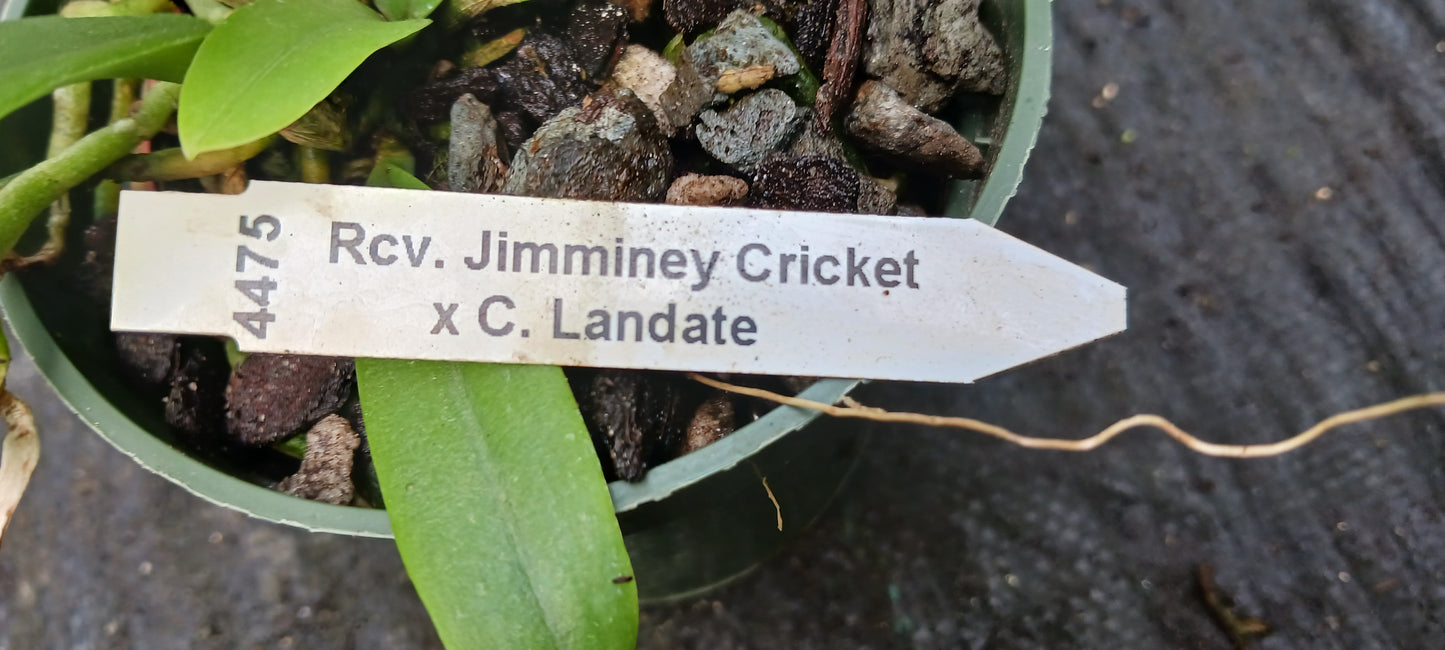 4475
Rcv. Jimminey Cricket
x C. Landate